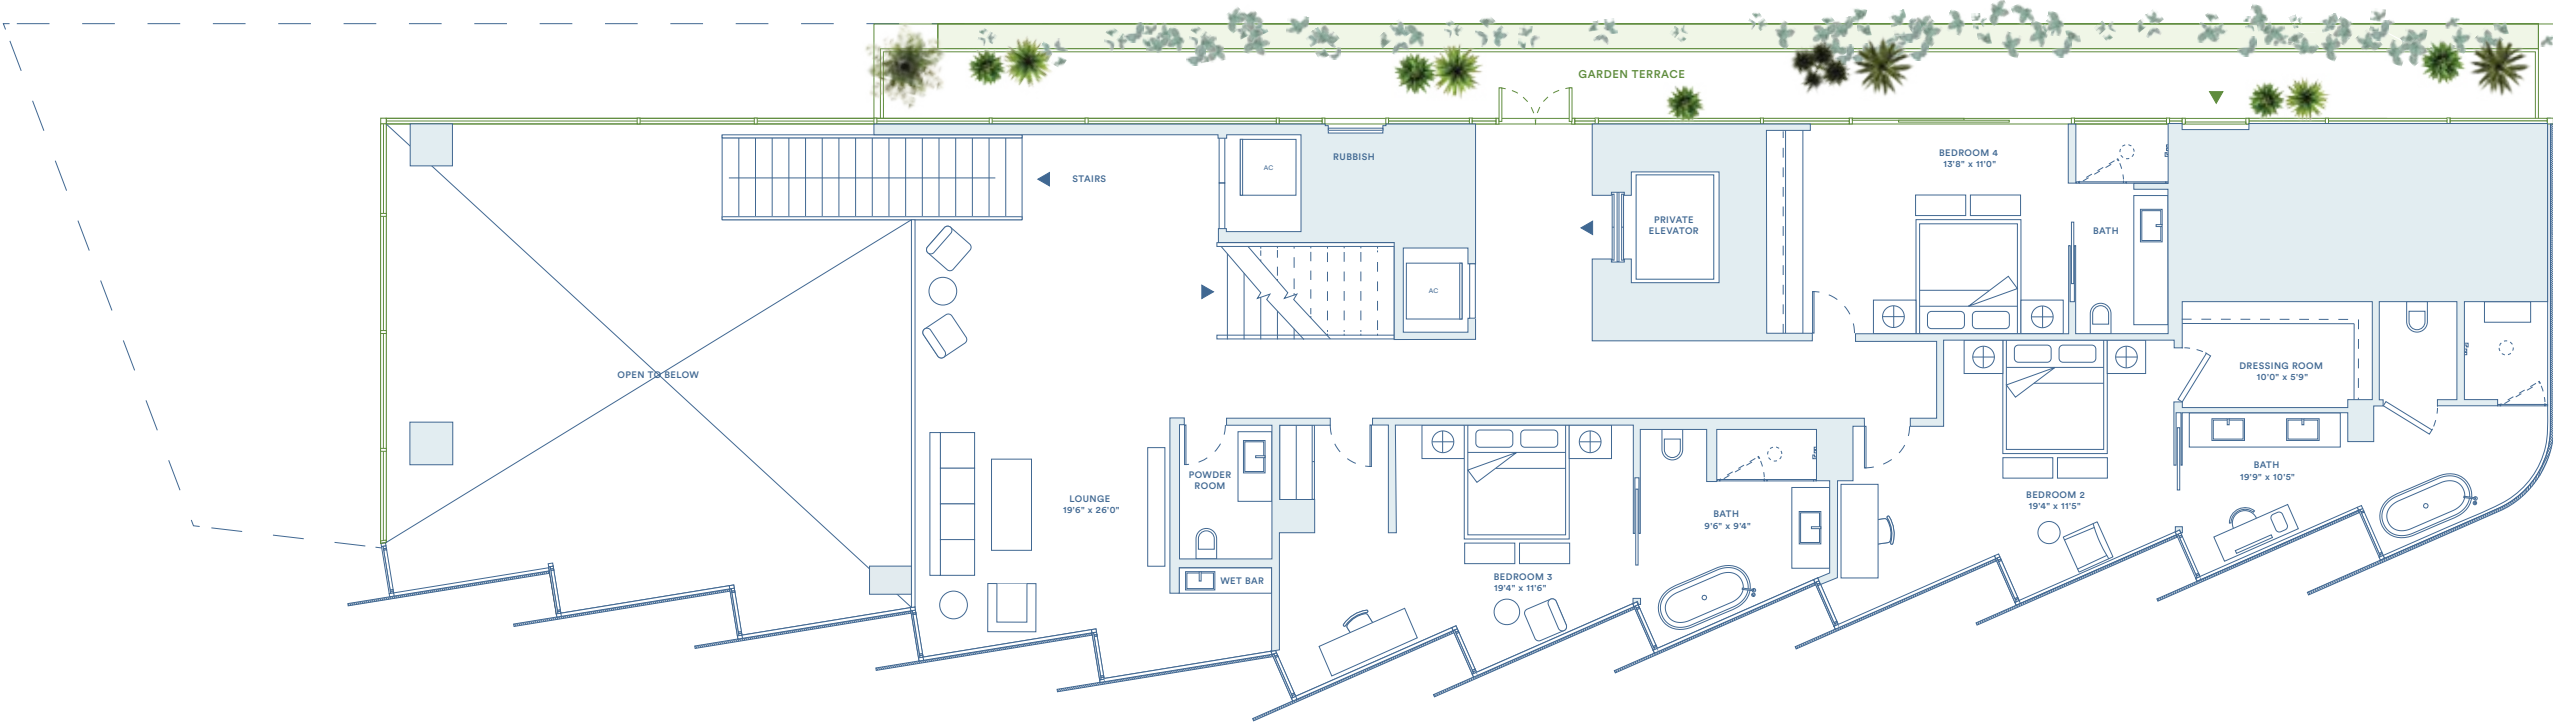 GARDEN TERRACE
STAIRS
AC
RUBBISH
AC
PRIVATE
ELEVATOR
BEDROOM 4
13'8" x 11'0"
BATH
OPEN TO BELOW
DRESSING ROOM
10'0" x 5'9"
LOUNGE
19'6" x 26'0"
POWDER
ROOM
WET BAR
BEDROOM 3
19'4" x 11'6"
BATH
9'6" x 9'4"
BEDROOM 2
19'4" x 11'5"
BATH
19'9" x 10'5"